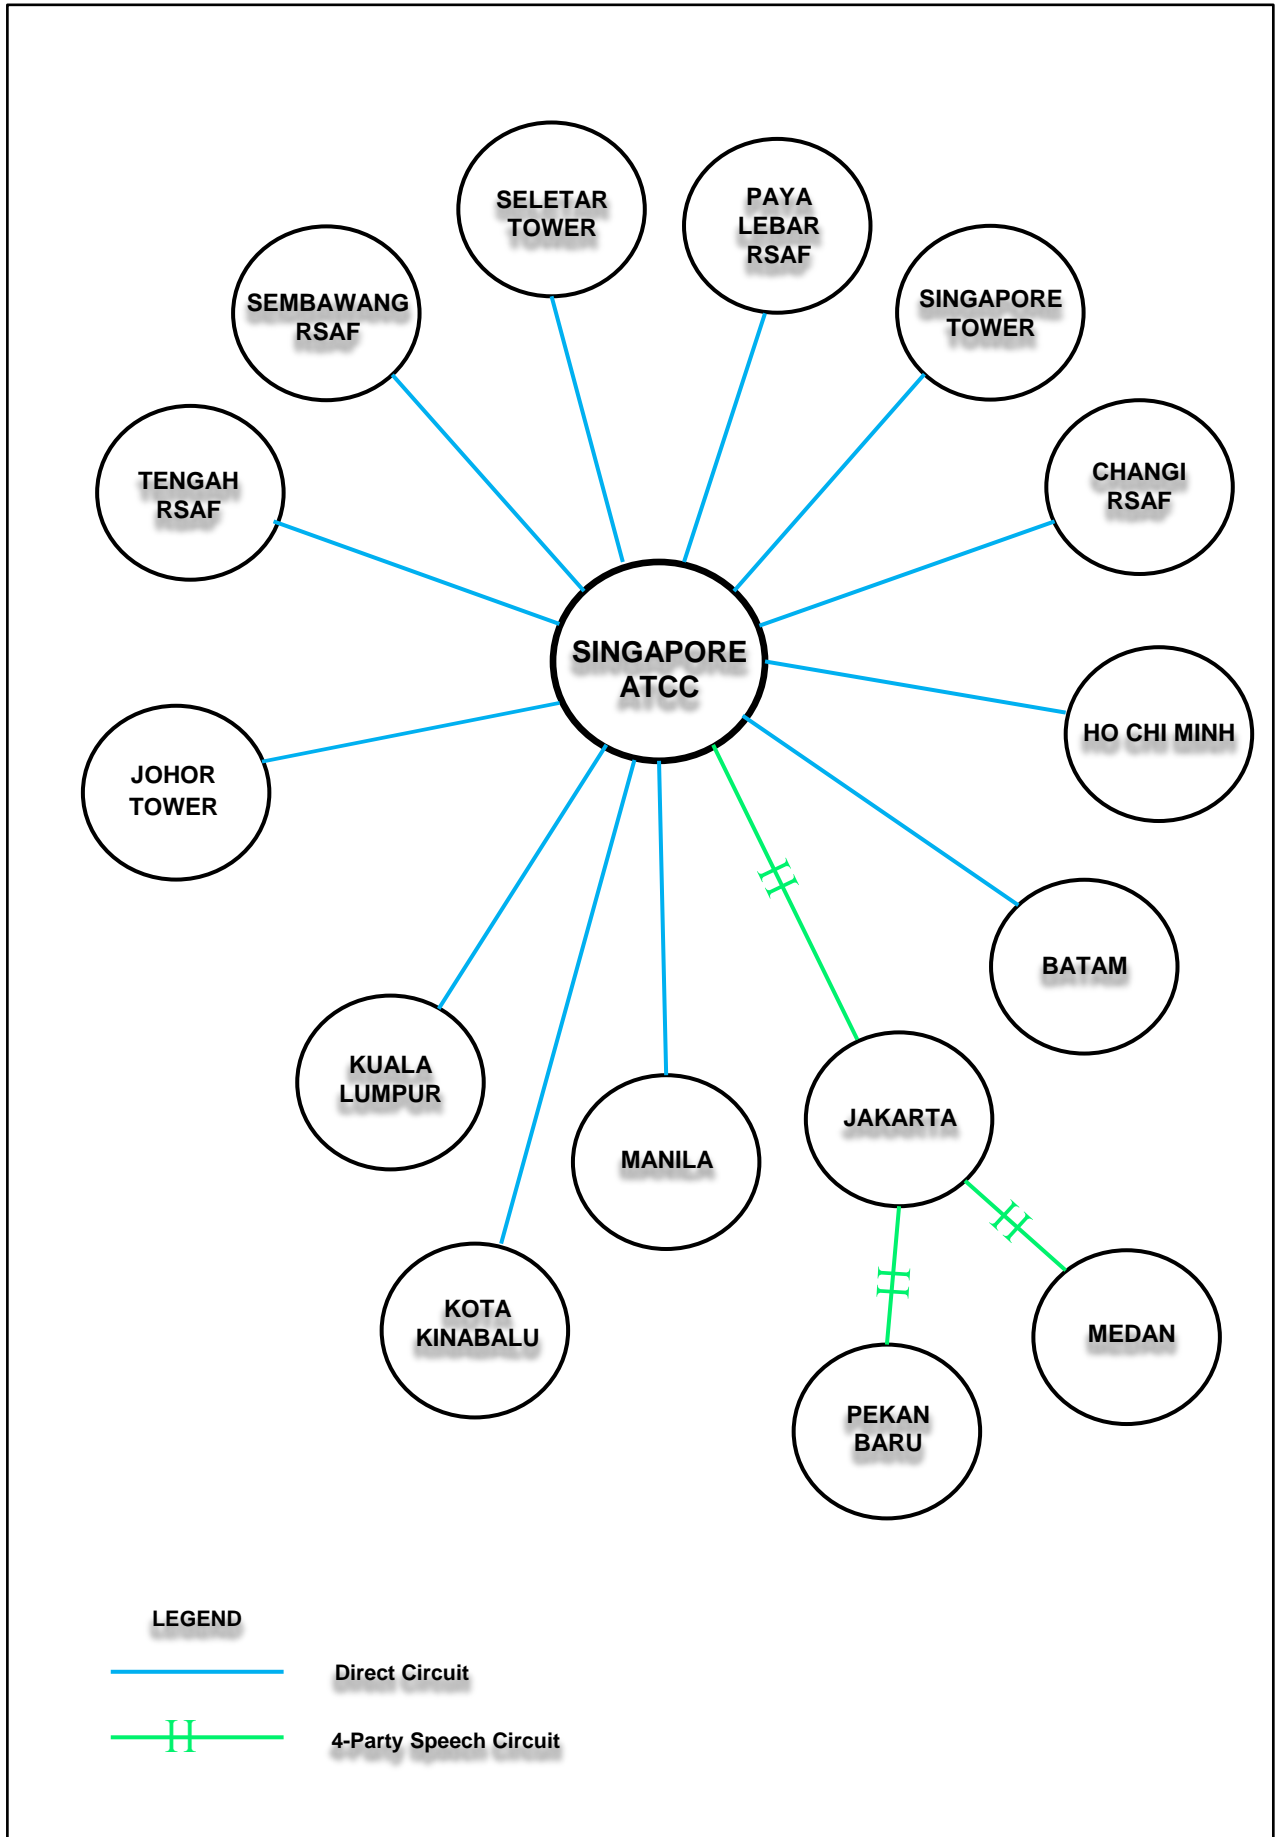 SELETAR
TOWER
PAYA
LEBAR
RSAF
SEMBAWANG
RSAF
SINGAPORE
TOWER
TENGAH
RSAF
CHANGI
RSAF
SINGAPORE
ATCC
HO CHI MINH
JOHOR
TOWER
BATAM
KUALA
LUMPUR
JAKARTA
MANILA
KOTA
KINABALU
MEDAN
PEKAN
BARU
LEGEND
Direct Circuit
4-Party Speech Circuit